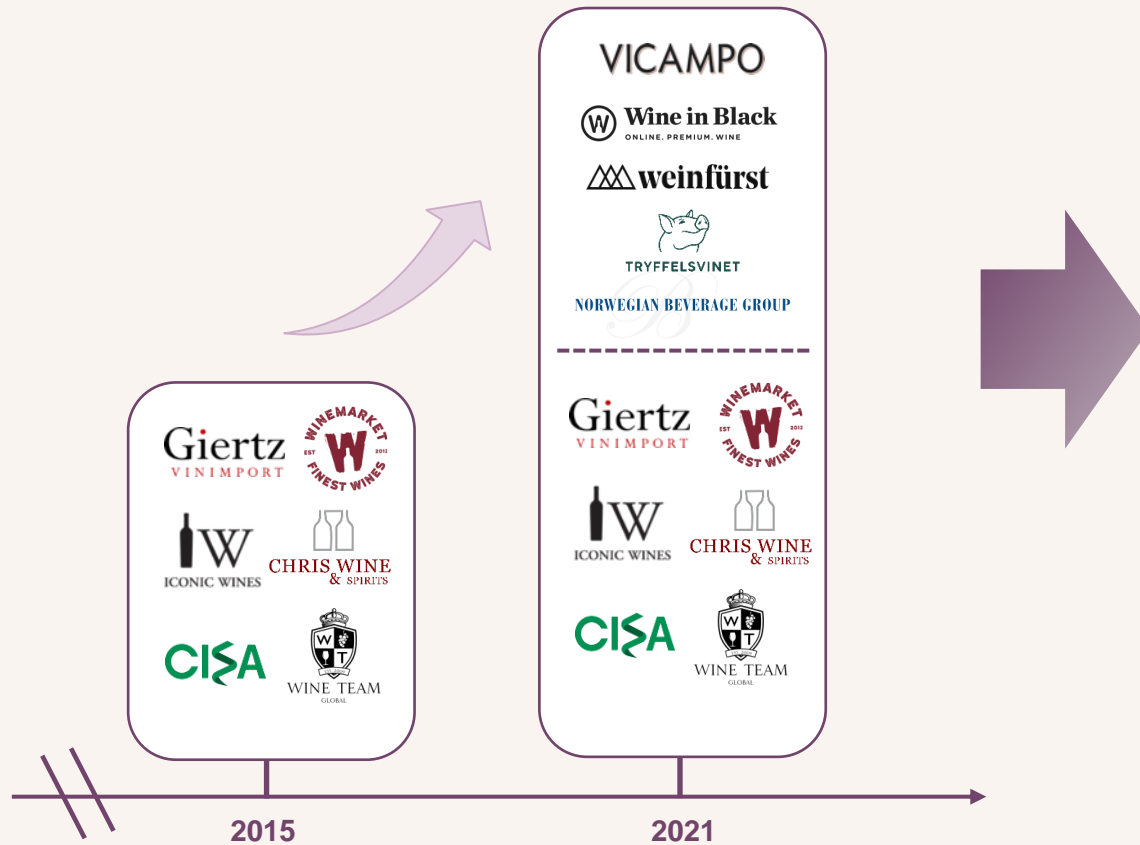 VICAMPO
W Wine in Black
ONLINE. PREMIUM. WINE
weinfürst
TRYFFELSVINET
B
NORWEGIAN BEVERAGE GROUP
Giertz
VINIMPORT
WINEMARKET
EST W 2012
FINEST WINES
IW
ICONIC WINES
CHRIS WINE
& SPIRITS
CISA
W
T
WINE TEAM
GLOBAL
Giertz
VINIMPORT
WINEMARKET
EST W 2012
FINEST WINES
IW
ICONIC WINES
CHRIS WINE
& SPIRITS
CISA
W
T
WINE TEAM
GLOBAL
2015
2021